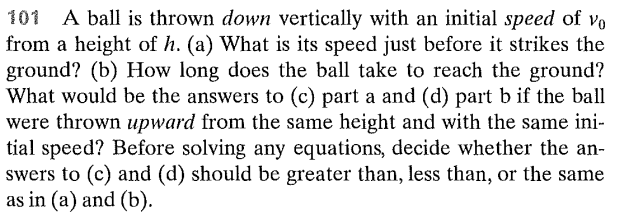 101 A ball is thrown down vertically with an initial speed of v₀
from a height of h. (a) What is its speed just before it strikes the
ground? (b) How long does the ball take to reach the ground?
What would be the answers to (c) part a and (d) part b if the ball
were thrown upward from the same height and with the same ini-
tial speed? Before solving any equations, decide whether the an-
swers to (c) and (d) should be greater than, less than, or the same
as in (a) and (b).